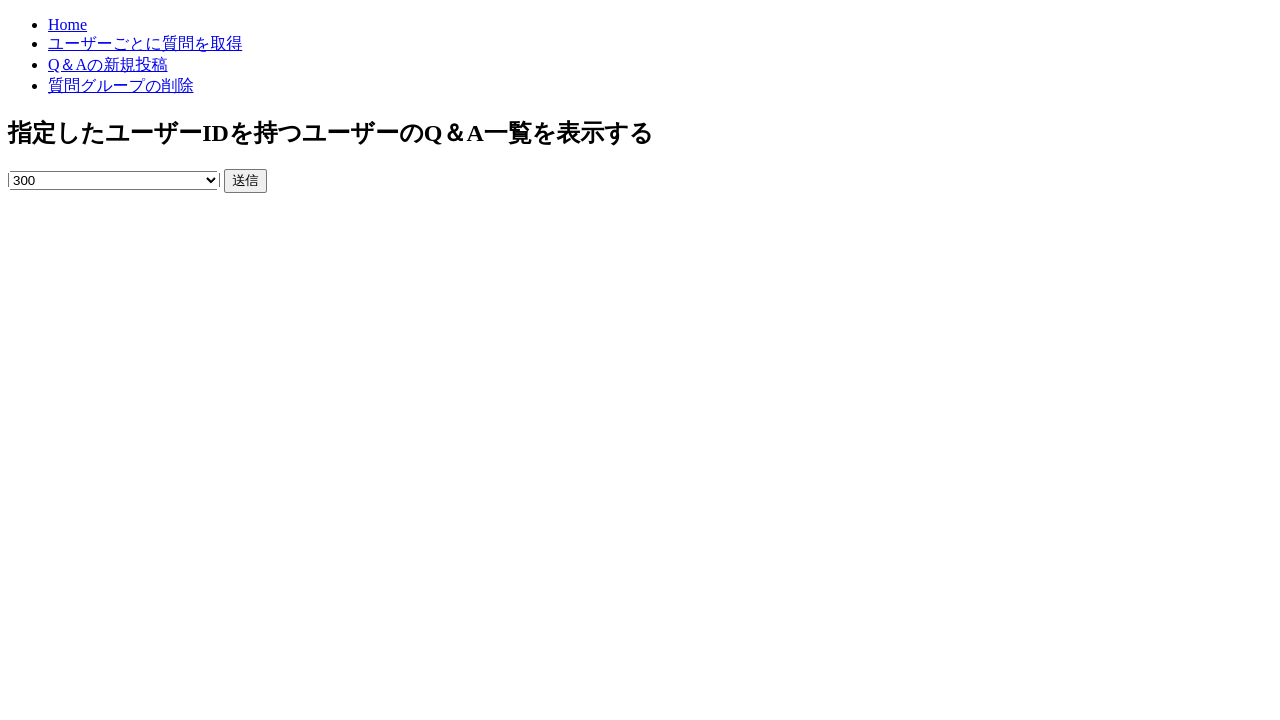 Home
ユーザーごとに質問を取得
Q＆Aの新規投稿
質問グループの削除
指定したユーザーIDを持つユーザーのQ＆A一覧を表示する
300 送信